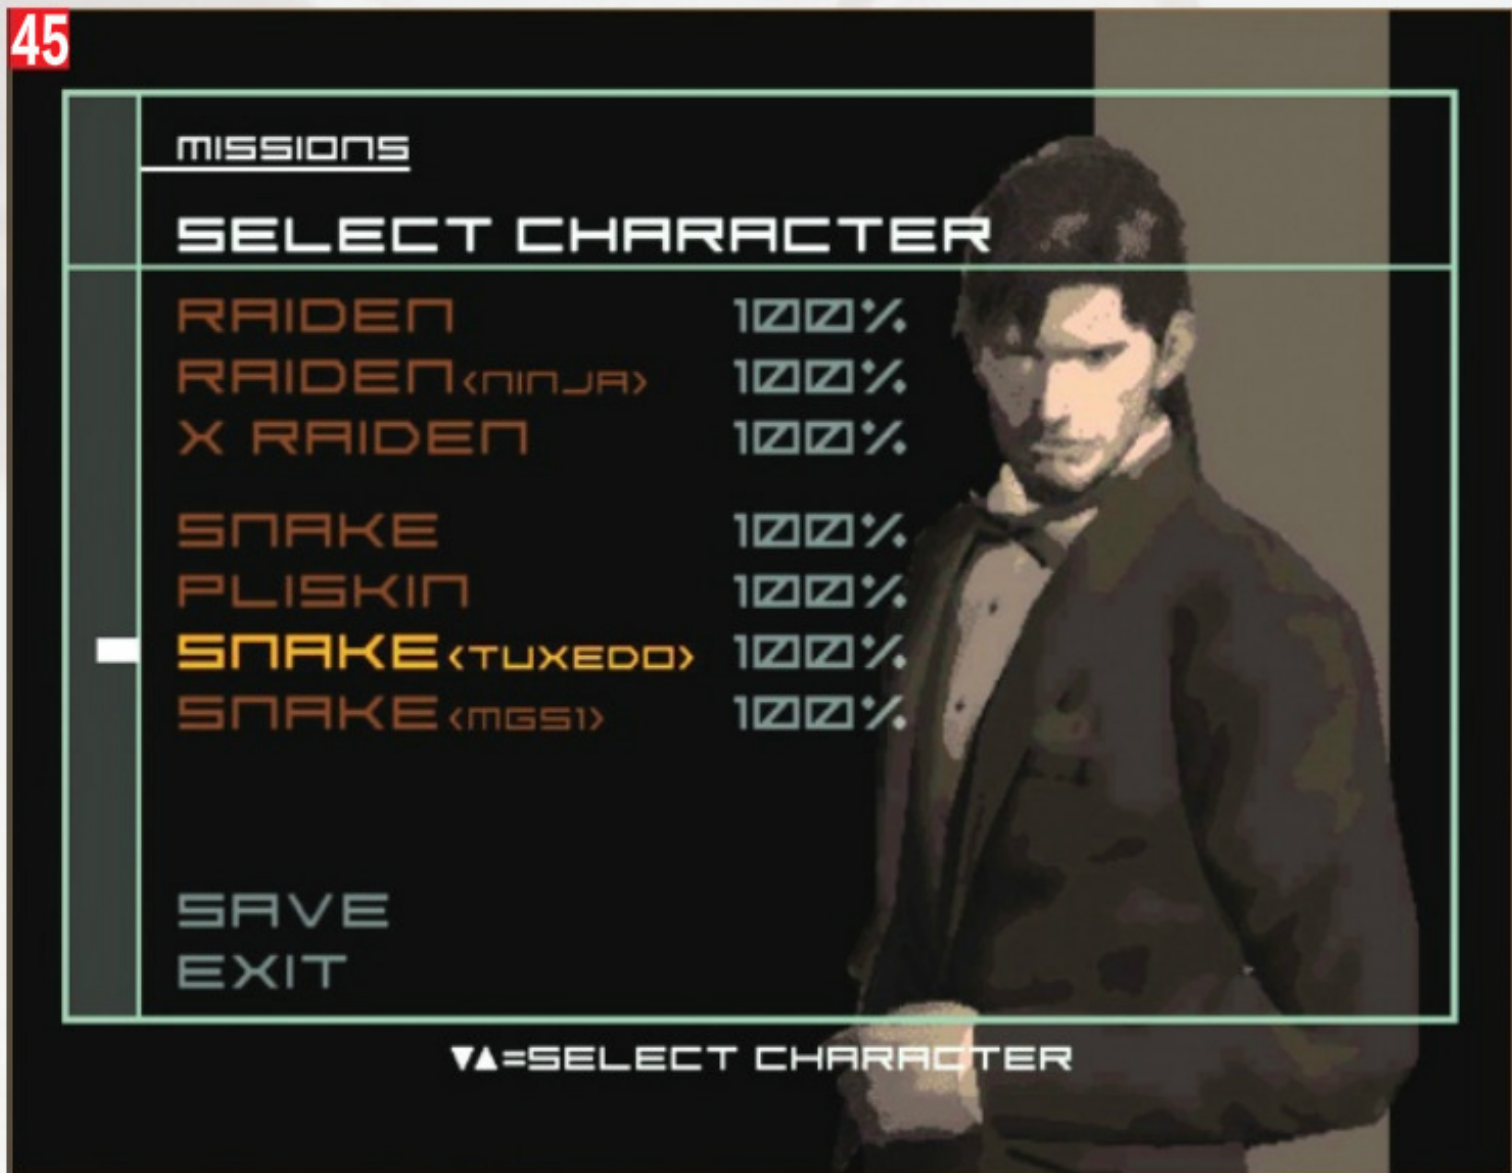 45
MISSIONS
SELECT CHARACTER
RAIDEN 100%
RAIDEN<NINJA> 100%
X RAIDEN 100%
SNAKE 100%
PLISKIN 100%
SNAKE<TUXEDO> 100%
SNAKE<MGS1> 100%
SAVE
EXIT
▼▲=SELECT CHARACTER